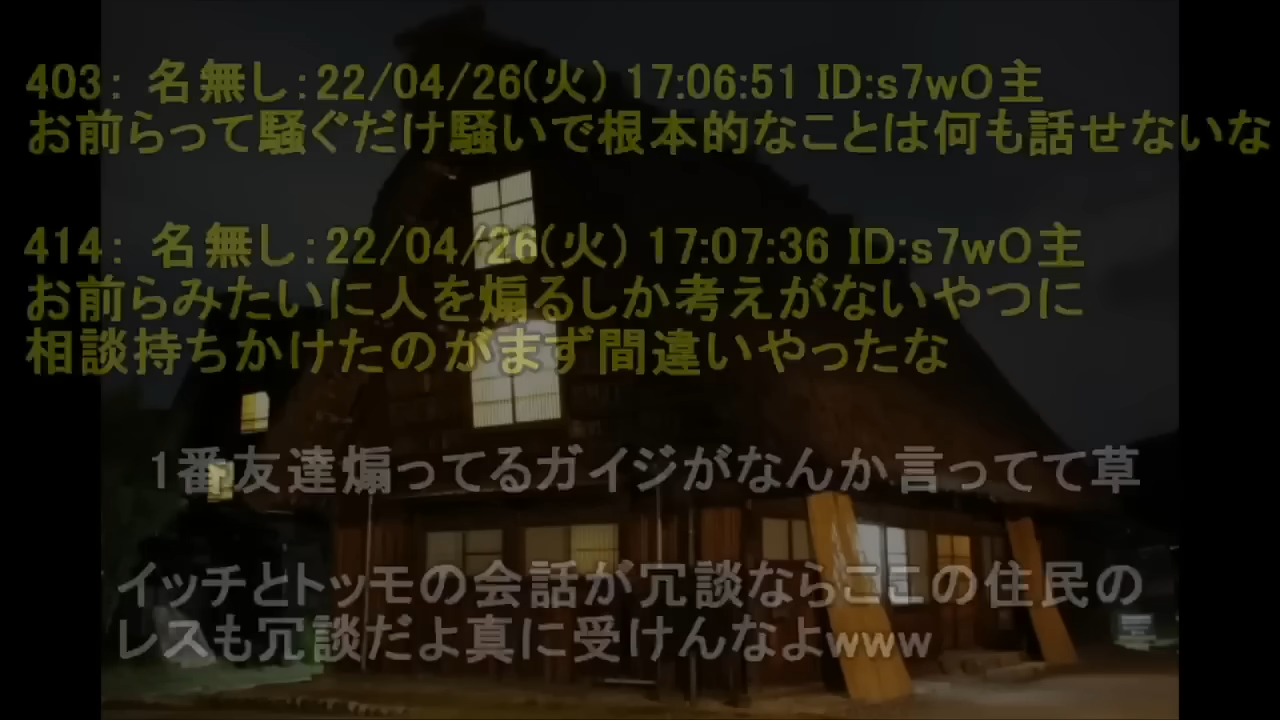 403： 名無し：22/04/26(火) 17:06:51 ID:s7wO主
お前らって騒ぐだけ騒いで根本的なことは何も話せないな
414： 名無し：22/04/26(火) 17:07:36 ID:s7wO主
お前らみたいに人を煽るしか考えがないやつに
相談持ちかけたのがまず間違いやったな
1番友達煽ってるガイジがなんか言ってて草
イッチとトッモの会話が冗談ならここの住民の
レスも冗談だよ真に受けんなよwww